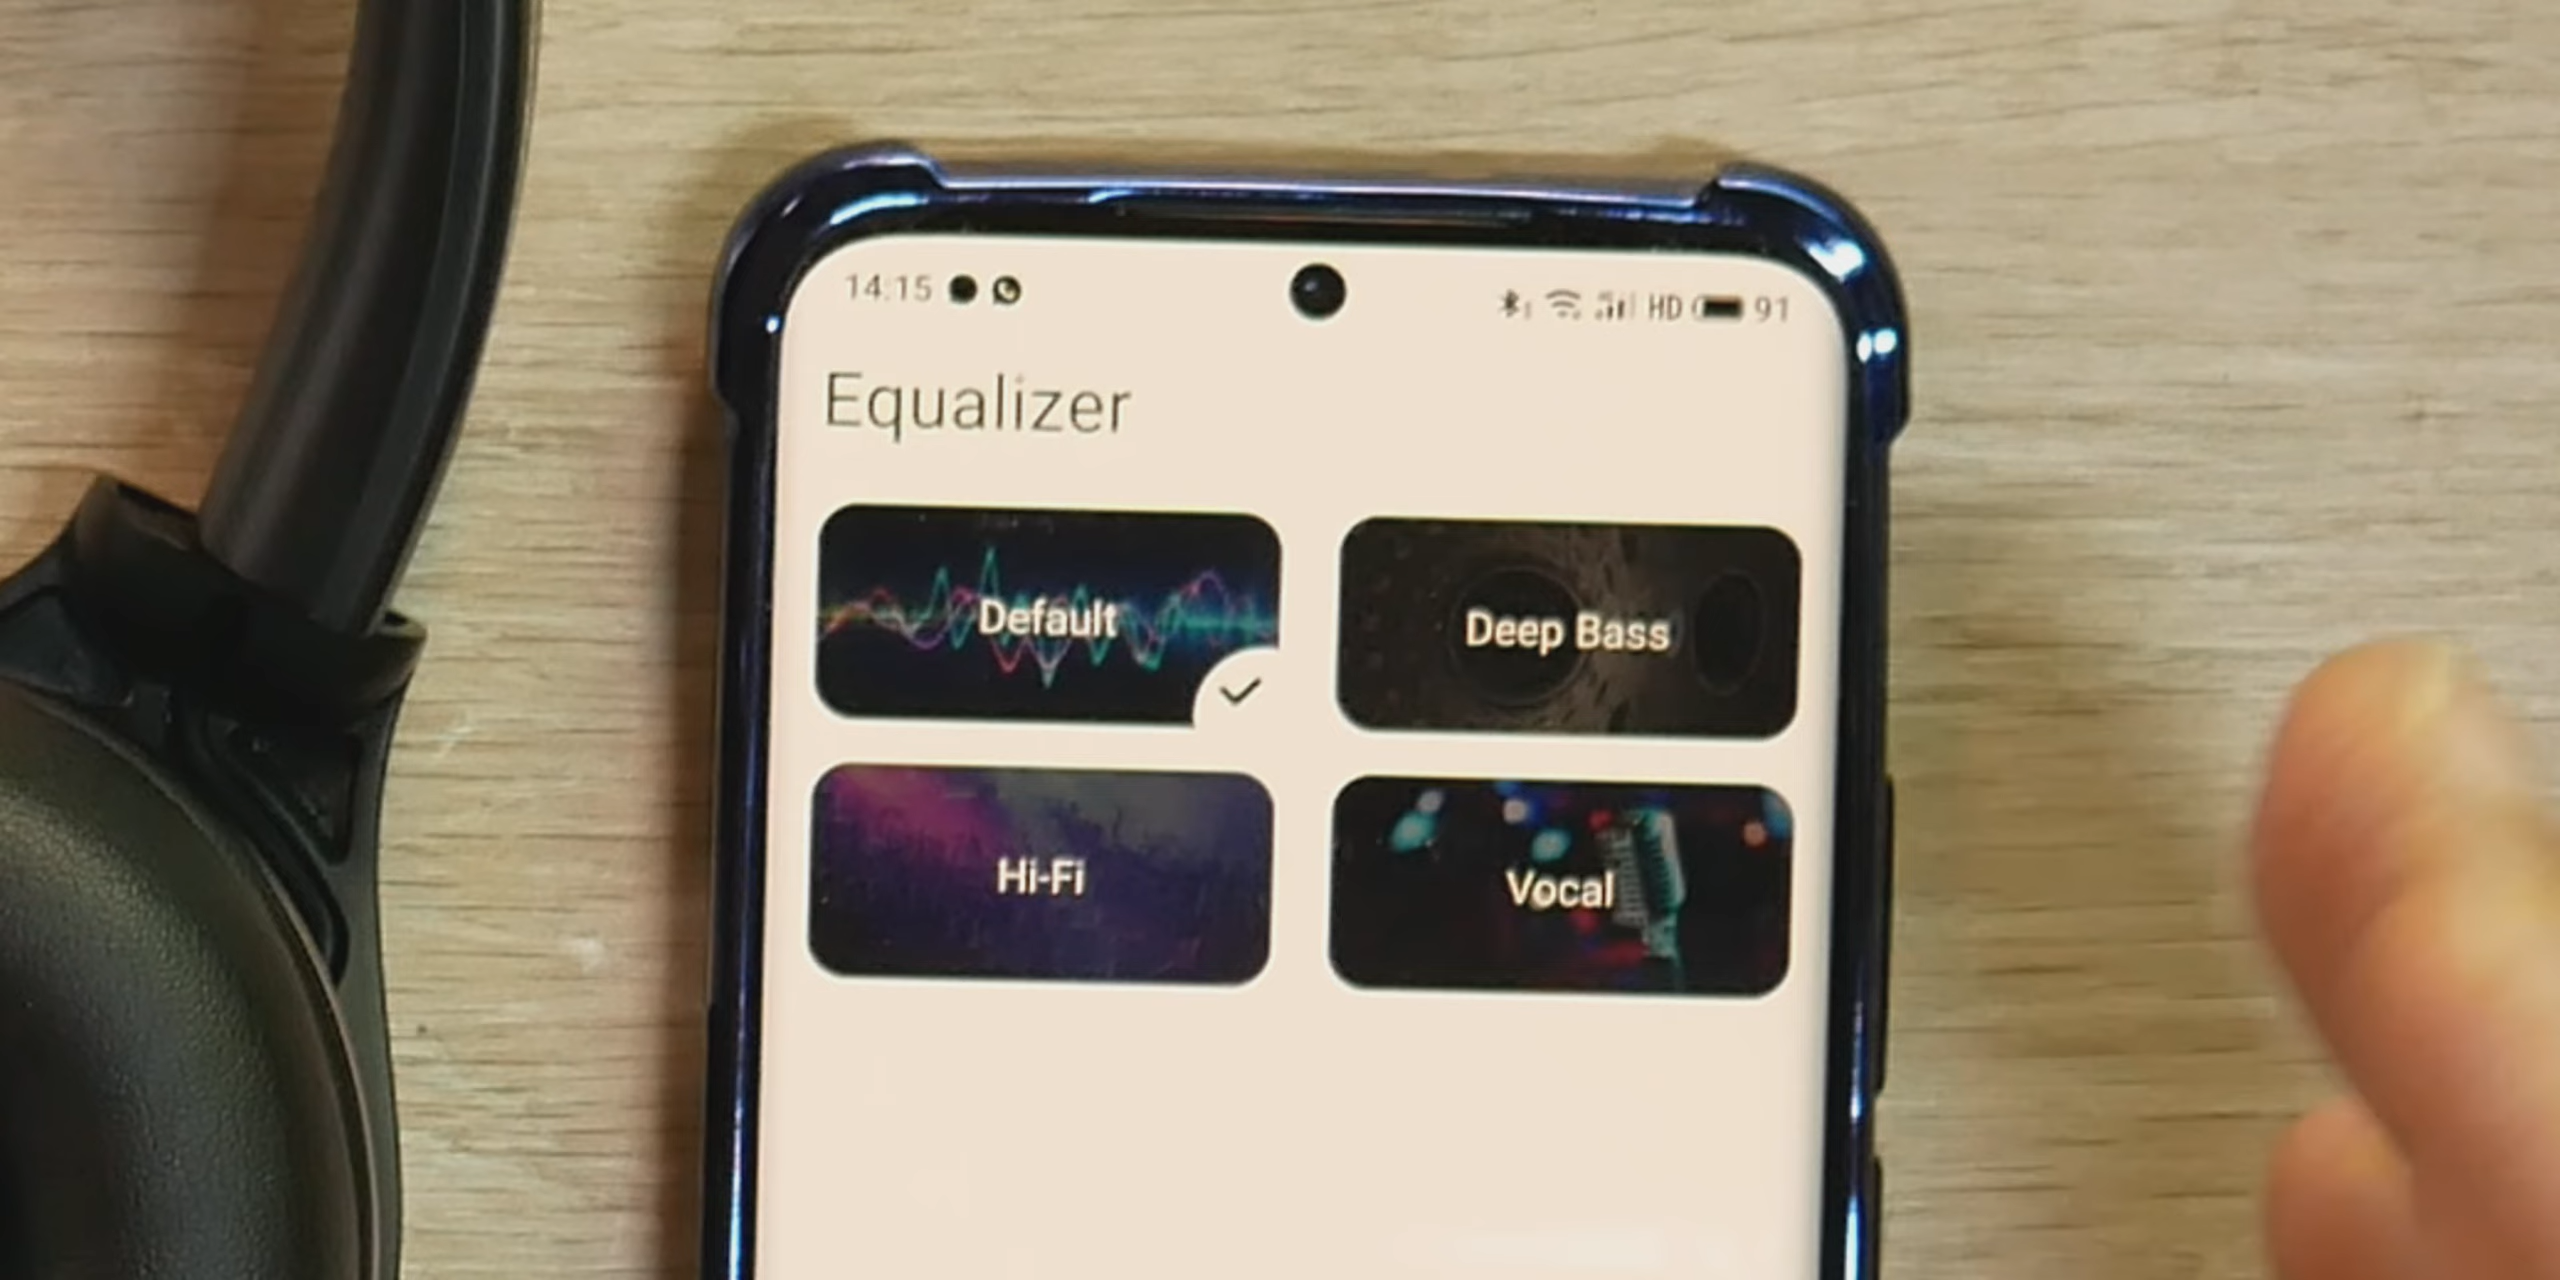 14:15
HD 91
Equalizer
Default
Deep Bass
Hi-Fi
Vocal